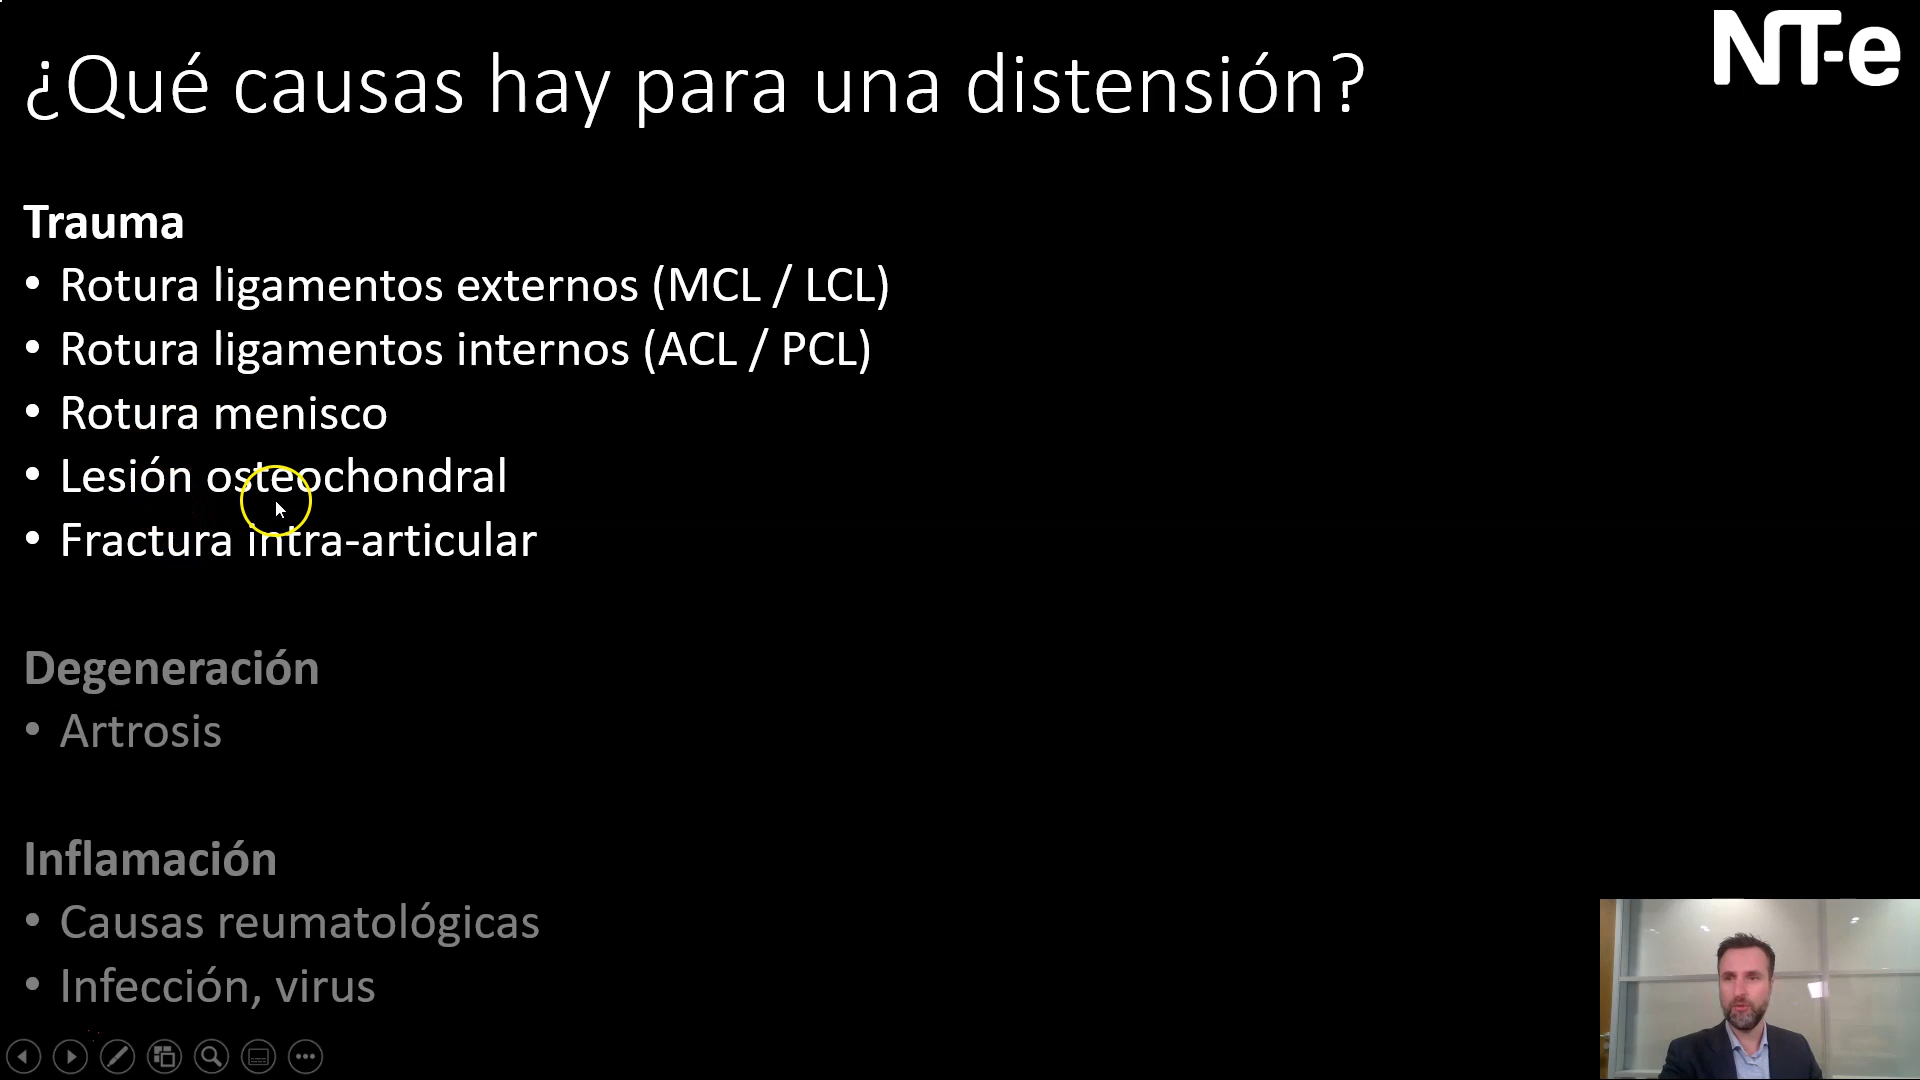 NT-e
¿Qué causas hay para una distensión?
Trauma
• Rotura ligamentos externos (MCL / LCL)
• Rotura ligamentos internos (ACL / PCL)
• Rotura menisco
• Lesión osteochondral
• Fractura intra-articular
Degeneración
• Artrosis
Inflamación
• Causas reumatológicas
• Infección, virus